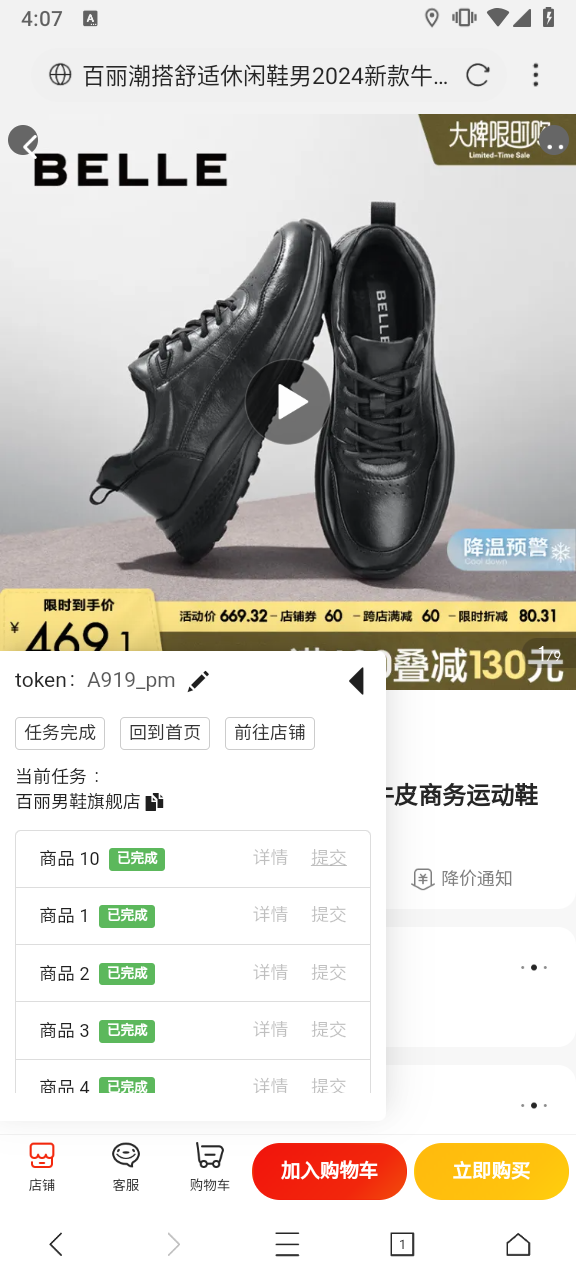 4:07
A
百丽潮搭舒适休闲鞋男2024新款牛...
大牌限时购
Limited-Time Sale
BELLE
BELLE
降温预警
Cool down
限时到手价
活动价 669.32 - 店铺券 60 - 跨店满减 60 - 限时折减 80.31
¥ 469.1
叠减130元
1/9
token: A919_pm
任务完成 回到首页 前往店铺
当前任务：
百丽男鞋旗舰店
牛皮商务运动鞋
商品 10 已完成 详情 提交
降价通知
商品 1 已完成 详情 提交
商品 2 已完成 详情 提交
商品 3 已完成 详情 提交
商品 4 已完成 详情 提交
店铺 客服 购物车 加入购物车 立即购买
1